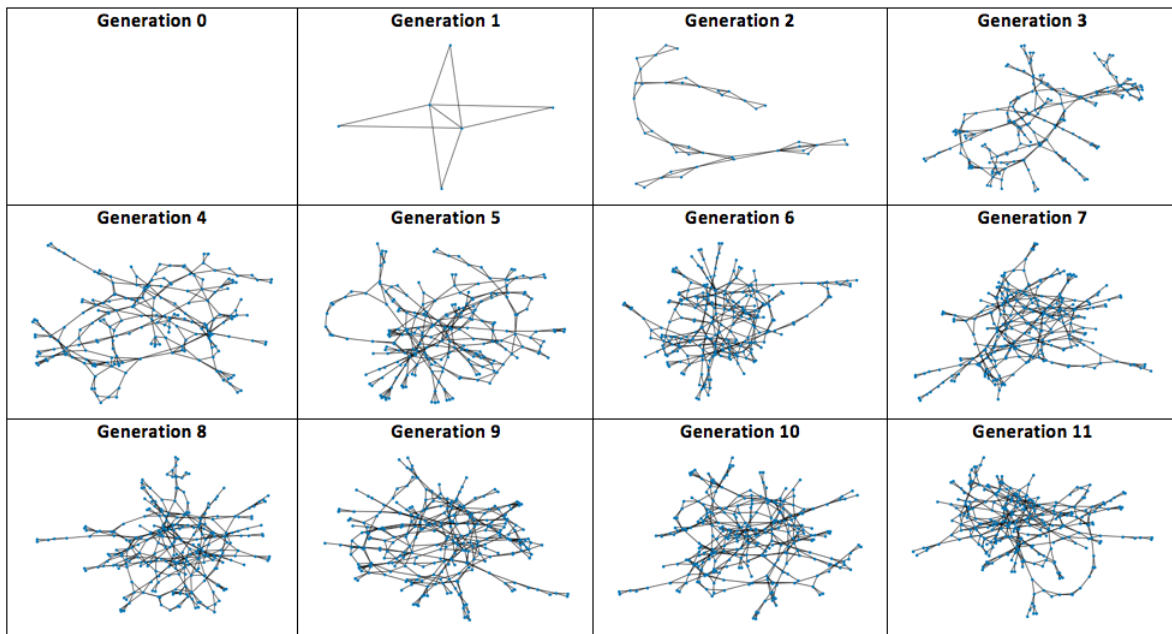 Generation 0
Generation 1
Generation 2
Generation 3
Generation 4
Generation 5
Generation 6
Generation 7
Generation 8
Generation 9
Generation 10
Generation 11